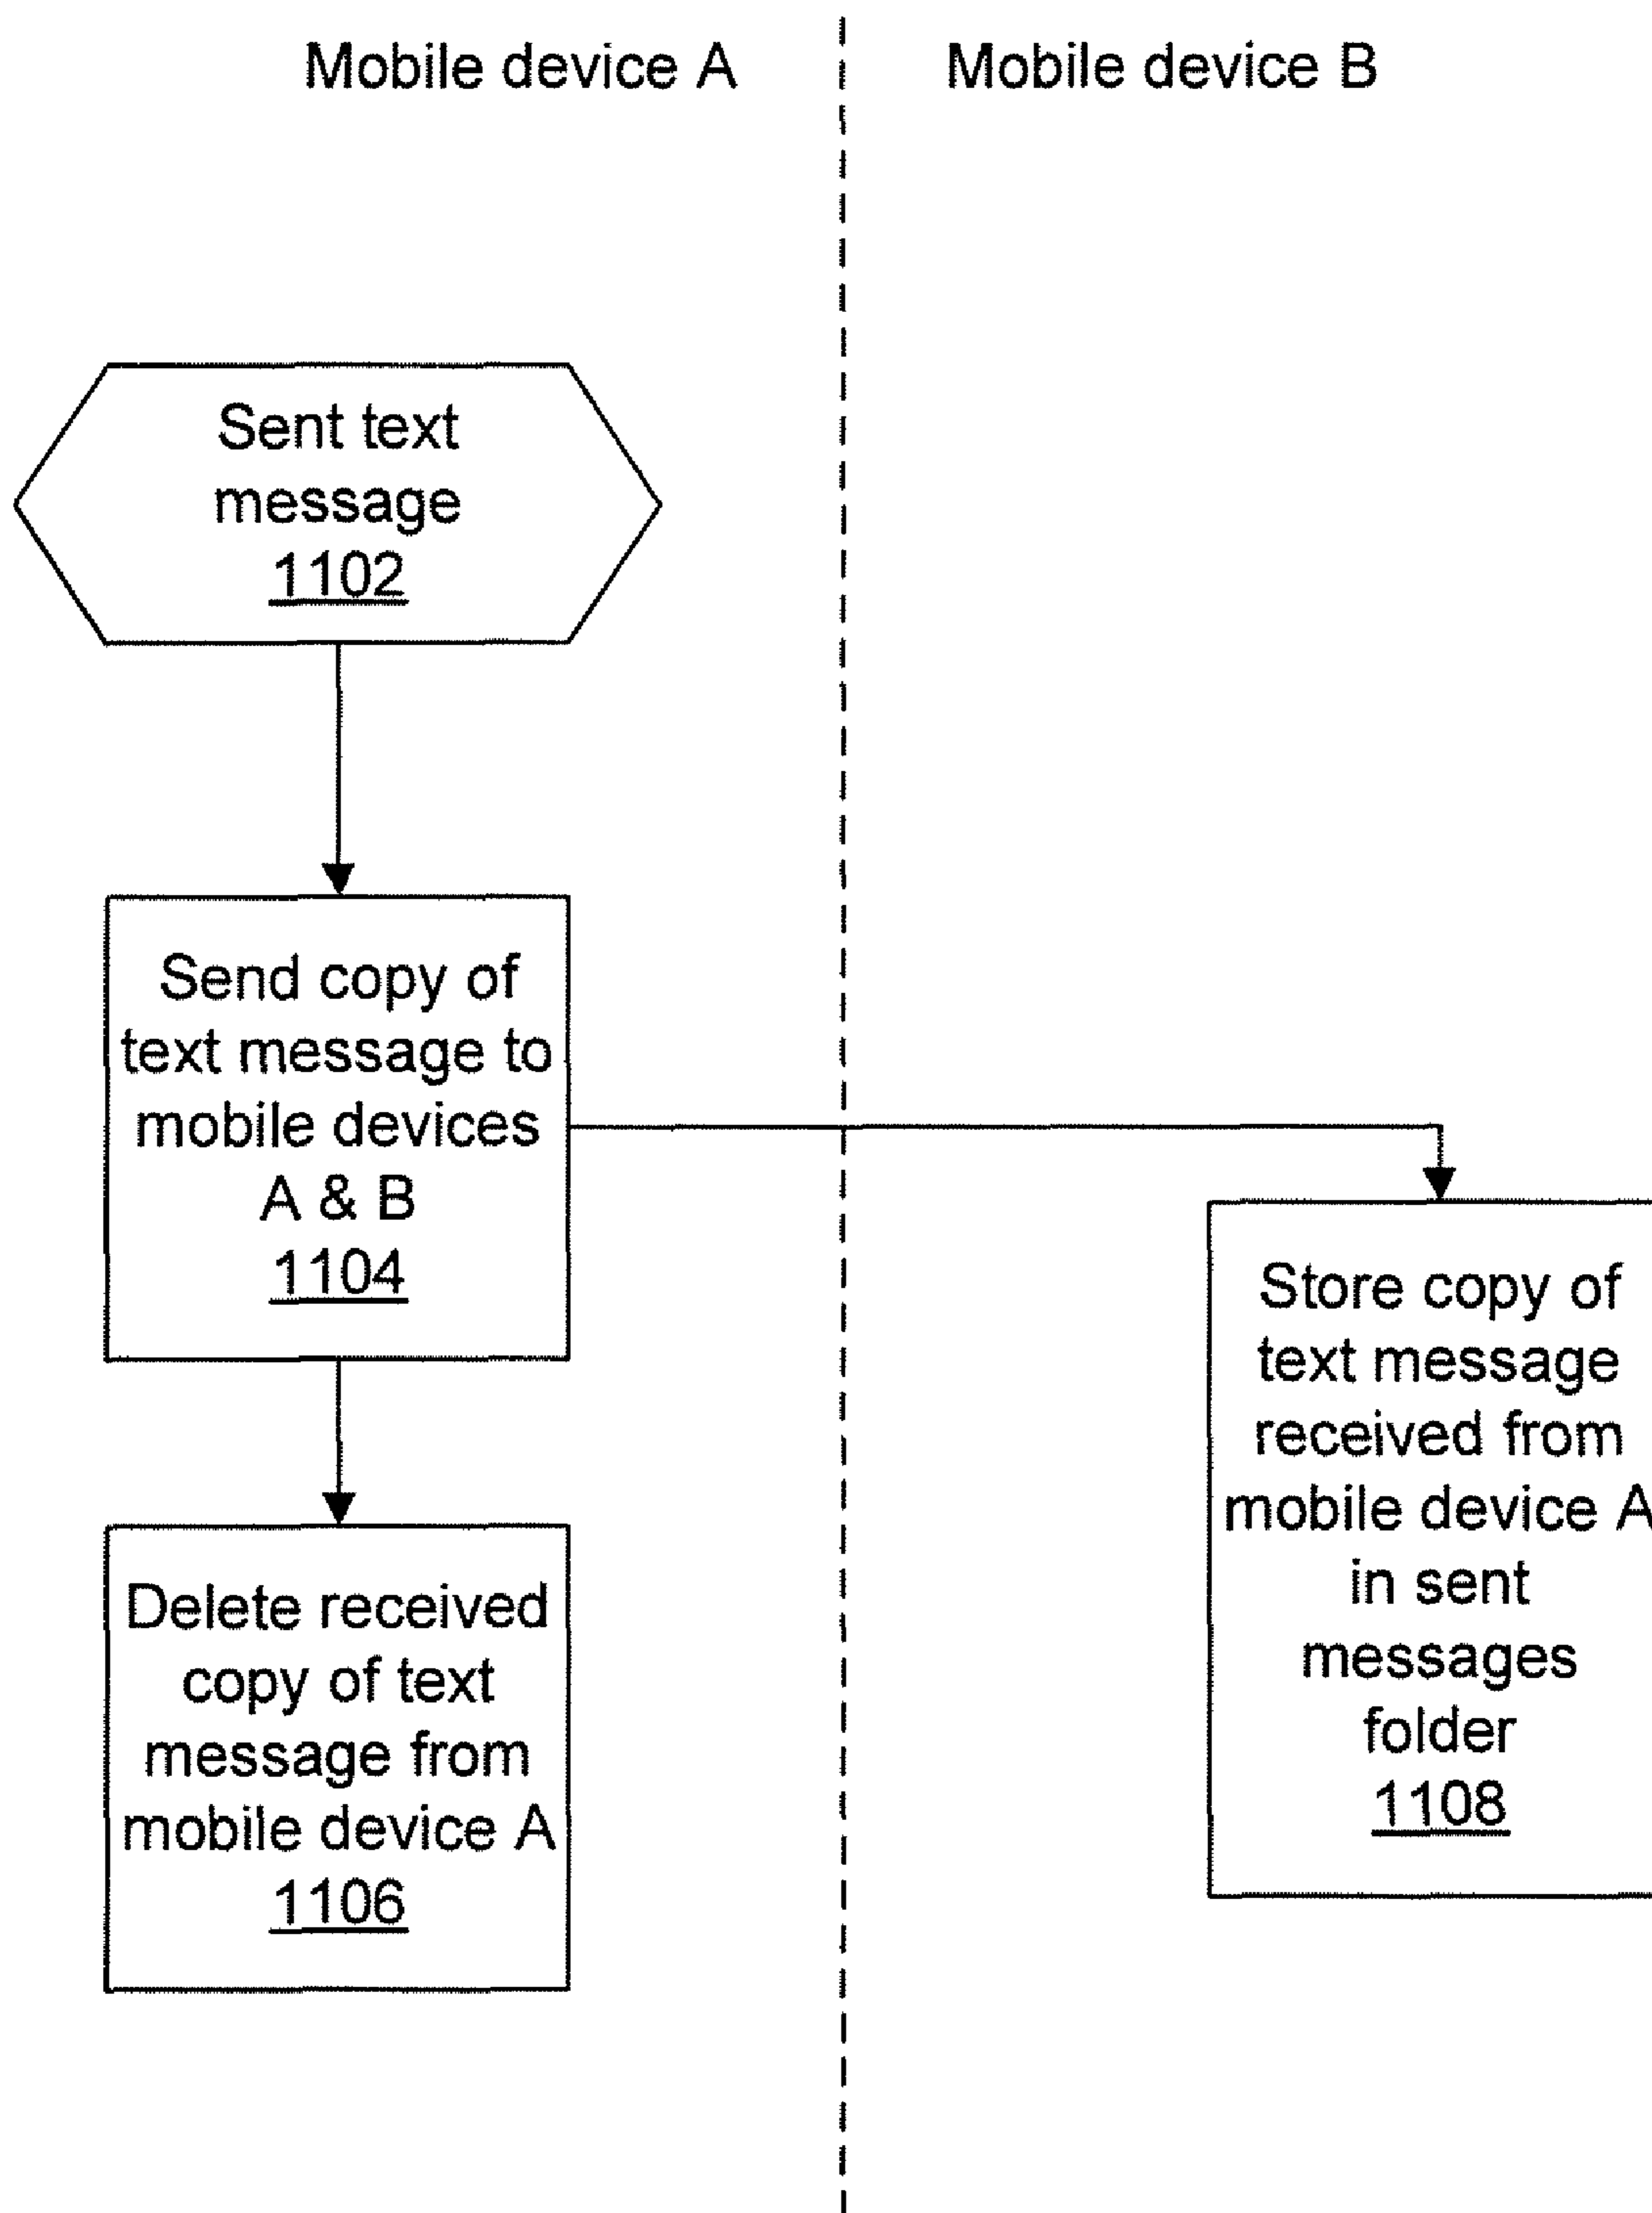 Mobile device A
Mobile device B
Sent text
message
1102
Send copy of
text message to
mobile devices
A & B
1104
Delete received
copy of text
message from
mobile device A
1106
Store copy of
text message
received from
mobile device A
in sent
messages
folder
1108